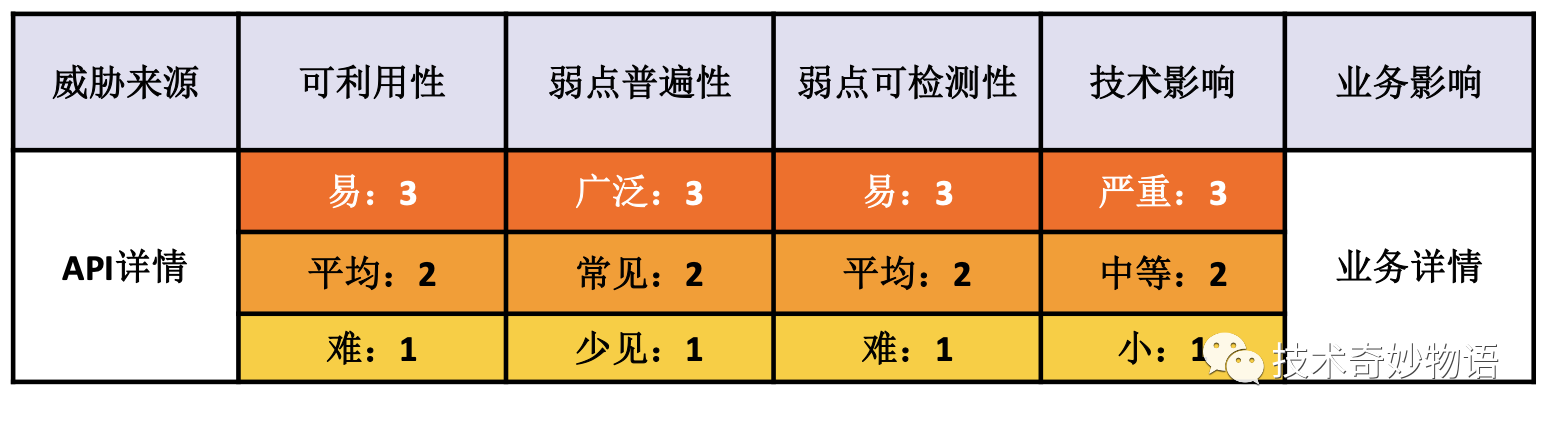 威胁来源 可利用性 弱点普遍性 弱点可检测性 技术影响 业务影响
易：3 广泛：3 易：3 严重：3
API详情 平均：2 常见：2 平均：2 中等：2 业务详情
难：1 少见：1 难：1 小：1
技术奇妙物语